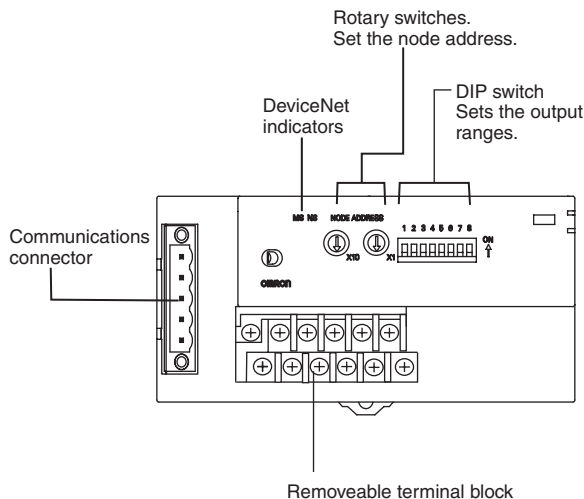 Rotary switches.
Set the node address.
DIP switch
Sets the output
ranges.
DeviceNet
indicators
MS NS NODE ADDRESS
1 2 3 4 5 6 7 8
ON
X10 X1
OMRON
Communications
connector
Removeable terminal block